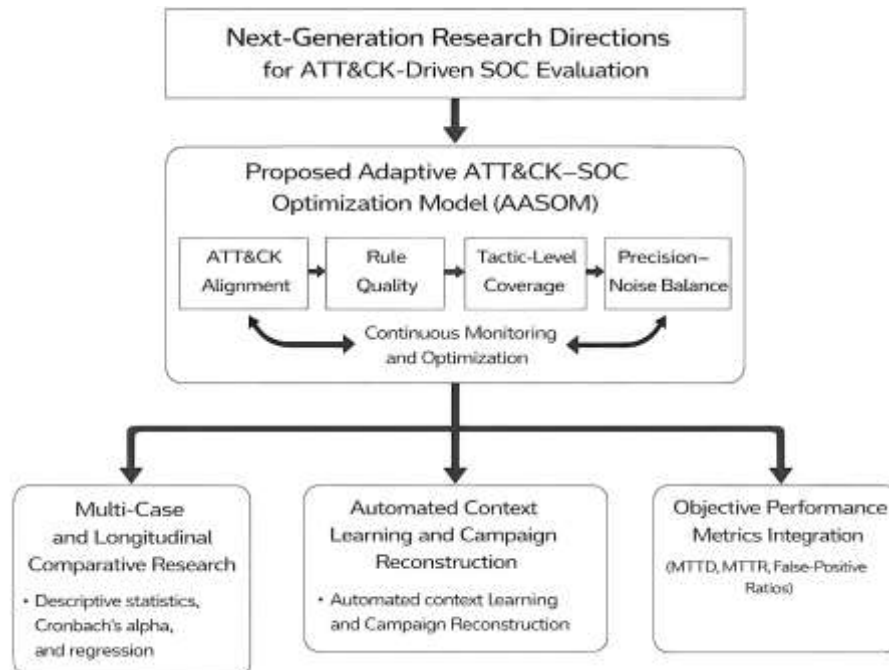 Next-Generation Research Directions
for ATT&CK-Driven SOC Evaluation
Proposed Adaptive ATT&CK–SOC
Optimization Model (AASOM)
ATT&CK
Alignment
Rule
Quality
Tactic-Level
Coverage
Precision–
Noise Balance
Continuous Monitoring
and Optimization
Multi-Case
and Longitudinal
Comparative Research
• Descriptive statistics,
Cronbach's alpha,
and regression
Automated Context
Learning and Campaign
Reconstruction
• Automated context learning
and Campaign Reconstruction
Objective Performance
Metrics Integration
(MTTD, MTTR, False-Positive
Ratios)